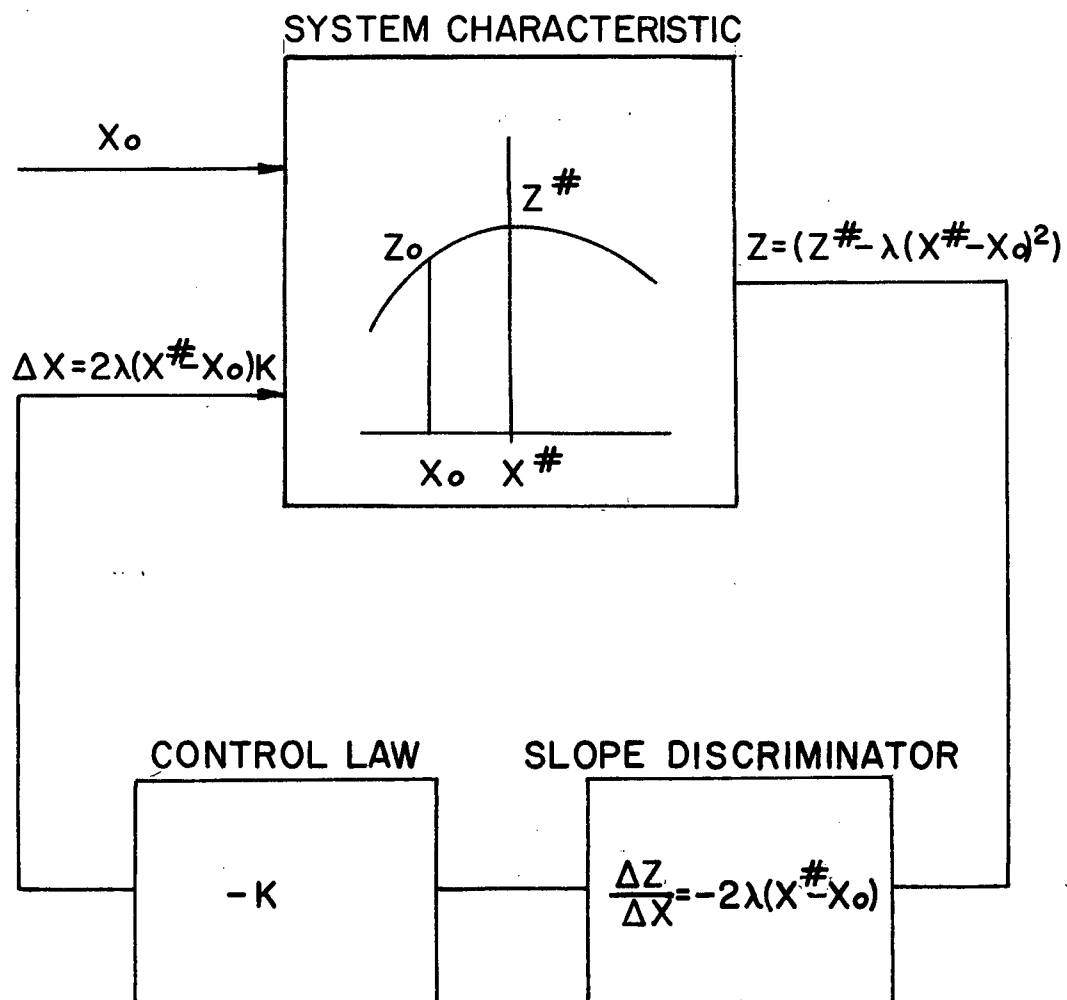 SYSTEM CHARACTERISTIC
Xo
Z#
Zo
Z=(Z#-λ(X#-Xo)²)
ΔX=2λ(X#-Xo)K
Xo X#
CONTROL LAW
SLOPE DISCRIMINATOR
-K
ΔZ/ΔX=-2λ(X#-Xo)